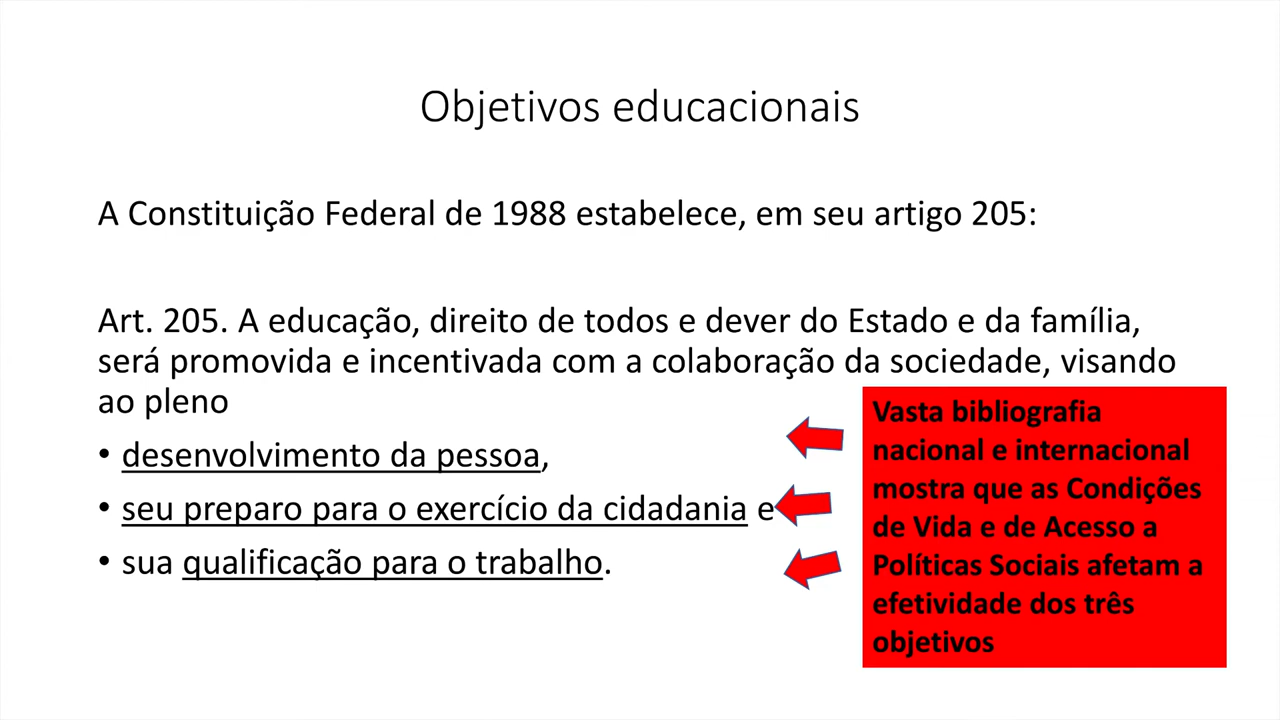 Objetivos educacionais
A Constituição Federal de 1988 estabelece, em seu artigo 205:
Art. 205. A educação, direito de todos e dever do Estado e da família,
será promovida e incentivada com a colaboração da sociedade, visando
ao pleno
• desenvolvimento da pessoa,
• seu preparo para o exercício da cidadania e
• sua qualificação para o trabalho.
Vasta bibliografia
nacional e internacional
mostra que as Condições
de Vida e de Acesso a
Políticas Sociais afetam a
efetividade dos três
objetivos